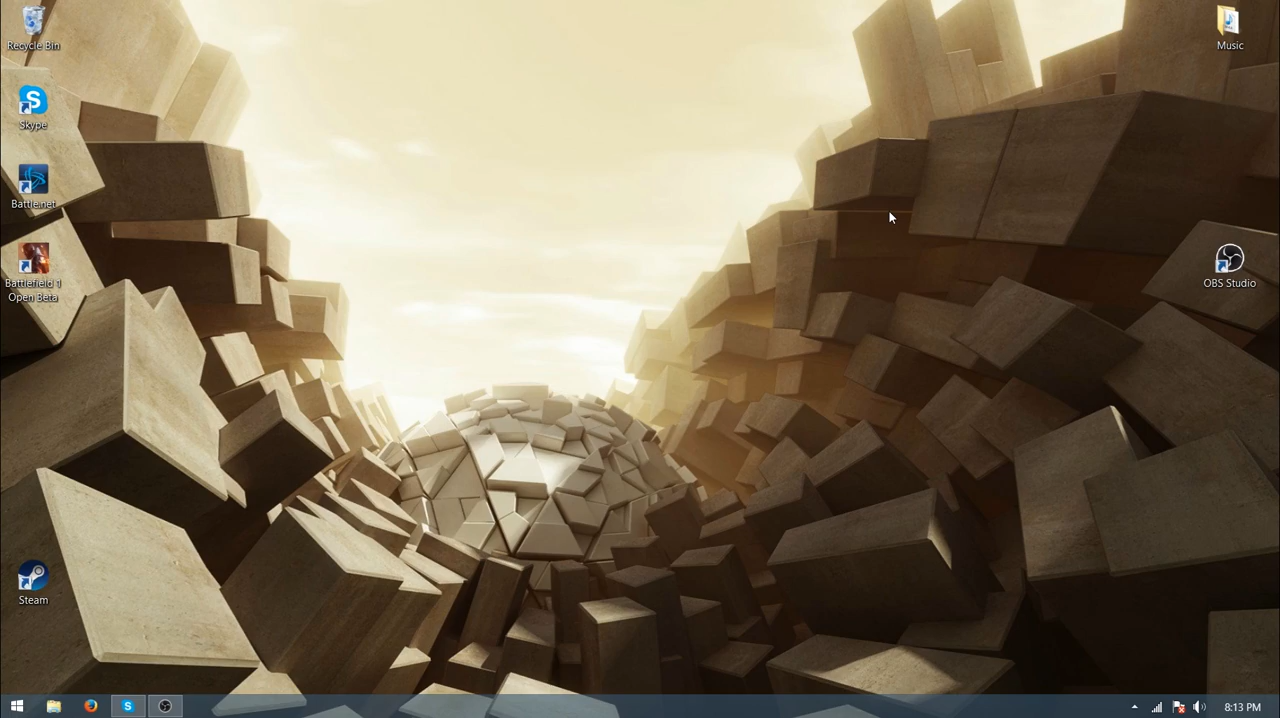 Recycle Bin
Music
Skype
Battle.net
Battlefield 1
Open Beta
OBS Studio
Steam
8:13 PM